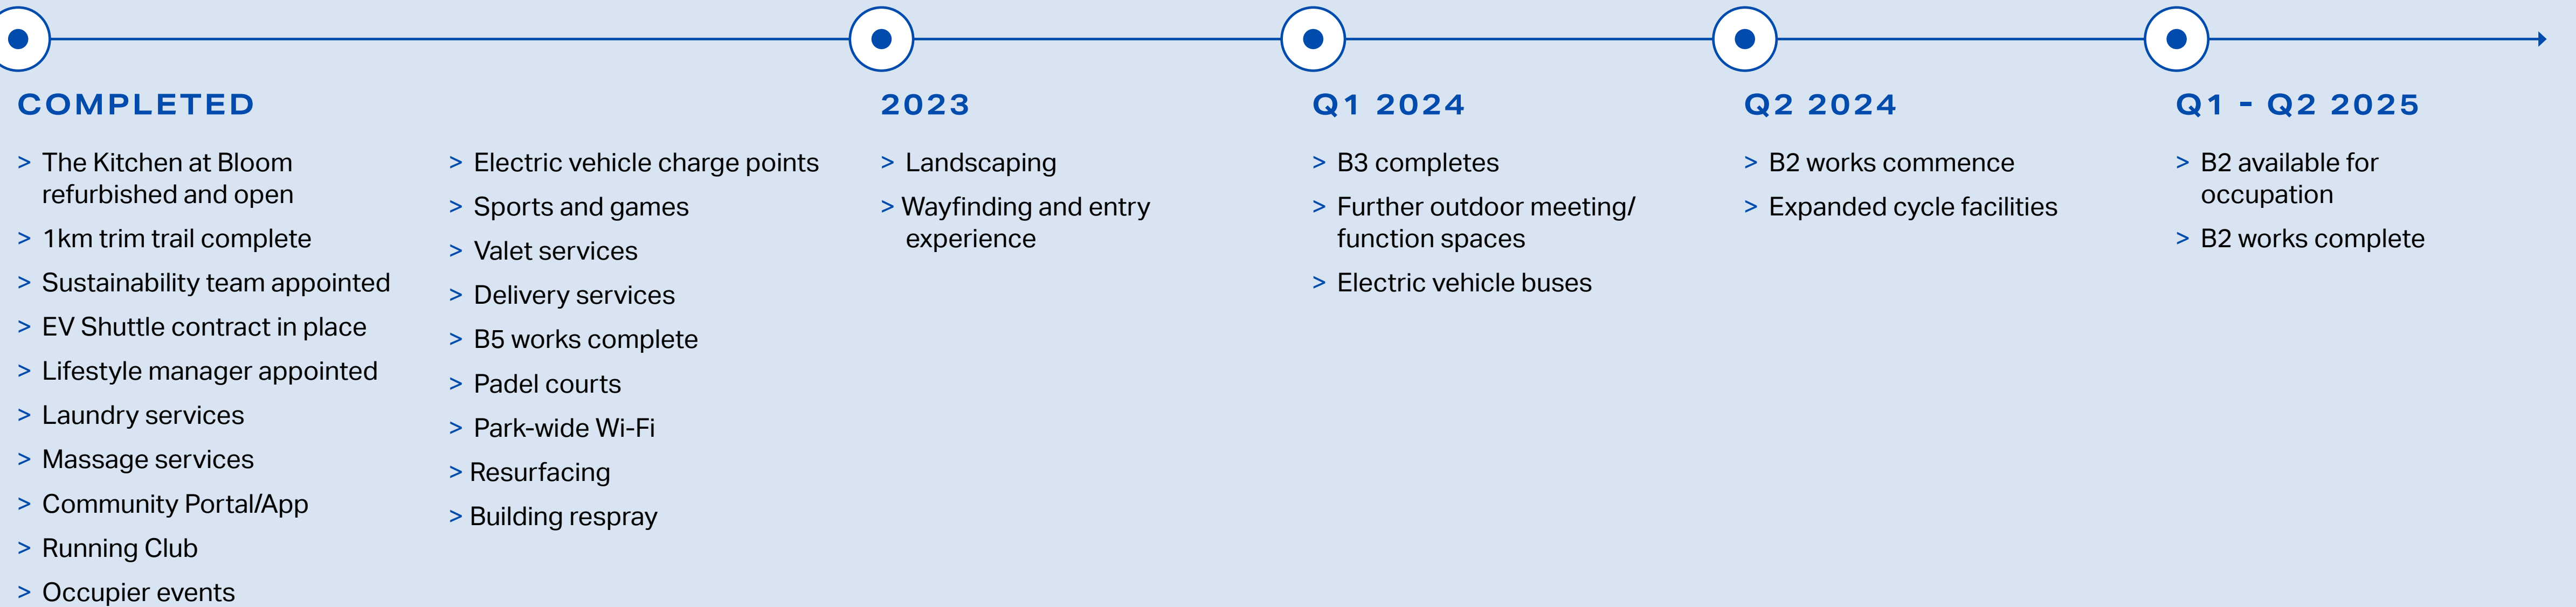 COMPLETED
> The Kitchen at Bloom
refurbished and open
> 1km trim trail complete
> Sustainability team appointed
> EV Shuttle contract in place
> Lifestyle manager appointed
> Laundry services
> Massage services
> Community Portal/App
> Running Club
> Occupier events
> Electric vehicle charge points
> Sports and games
> Valet services
> Delivery services
> B5 works complete
> Padel courts
> Park-wide Wi-Fi
> Resurfacing
> Building respray
2023
> Landscaping
> Wayfinding and entry
experience
Q1 2024
> B3 completes
> Further outdoor meeting/
function spaces
> Electric vehicle buses
Q2 2024
> B2 works commence
> Expanded cycle facilities
Q1 - Q2 2025
> B2 available for
occupation
> B2 works complete